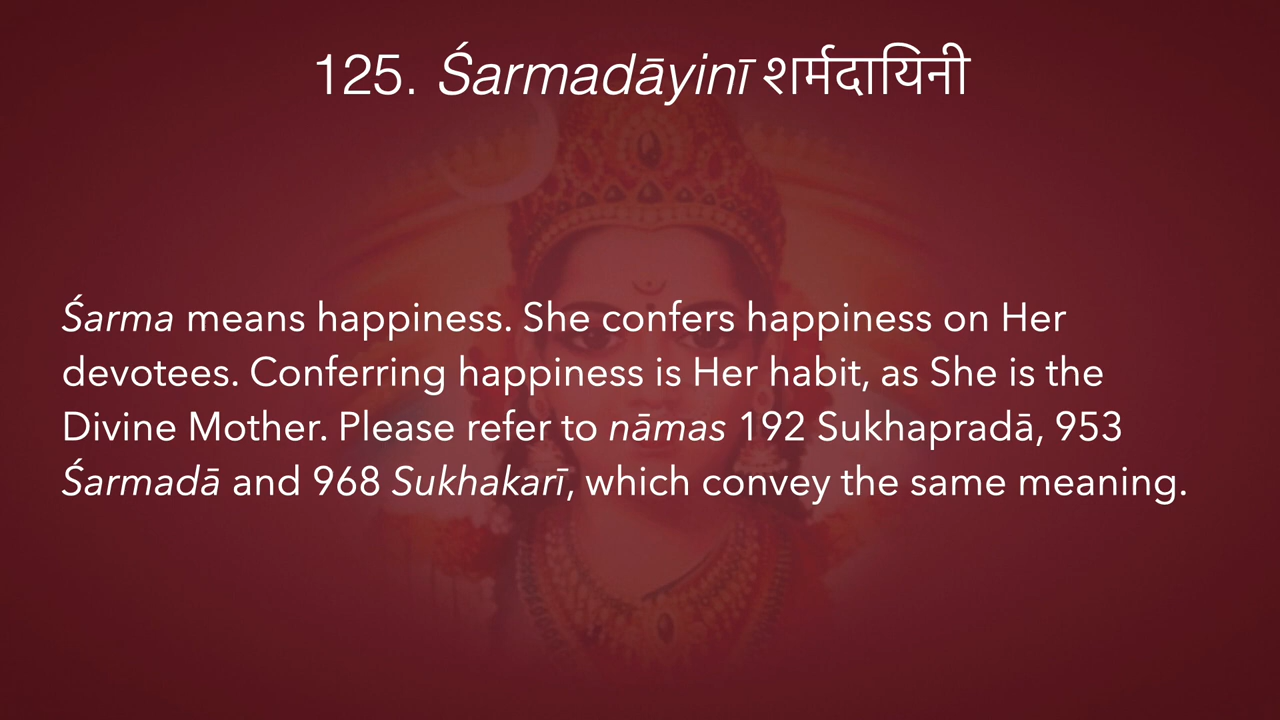 125. Śarmadāyinī शर्मदायिनी
Śarma means happiness. She confers happiness on Her
devotees. Conferring happiness is Her habit, as She is the
Divine Mother. Please refer to nāmas 192 Sukhapradā, 953
Śarmadā and 968 Sukhakarī, which convey the same meaning.